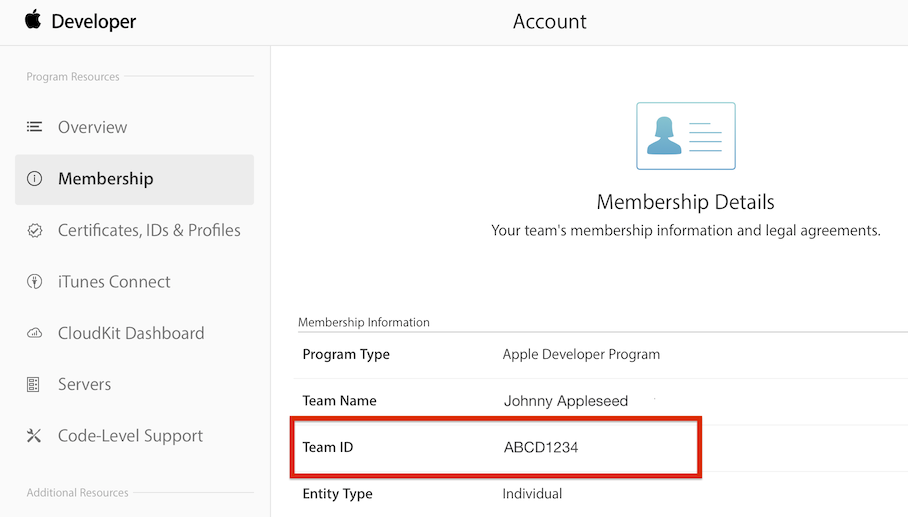 Developer
Account
Program Resources
Overview
Membership
Certificates, IDs & Profiles
iTunes Connect
CloudKit Dashboard
Servers
Code-Level Support
Additional Resources
Membership Details
Your team's membership information and legal agreements.
Membership Information
Program Type Apple Developer Program
Team Name Johnny Appleseed
Team ID ABCD1234
Entity Type Individual